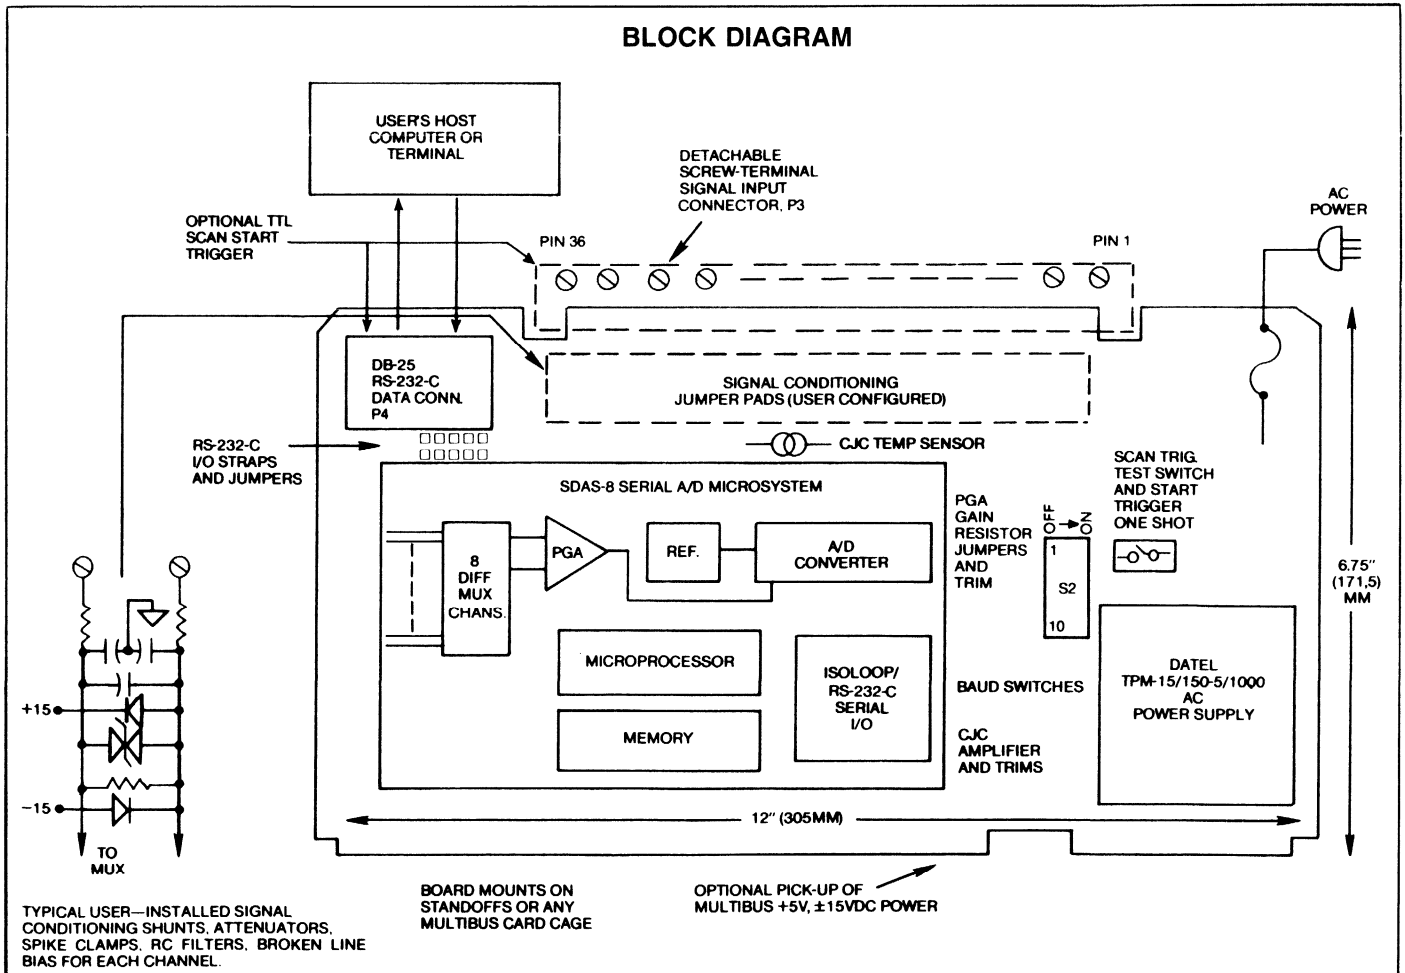 BLOCK DIAGRAM
USER'S HOST
COMPUTER OR
TERMINAL
DETACHABLE
SCREW-TERMINAL
SIGNAL INPUT
CONNECTOR, P3
AC
POWER
OPTIONAL TTL
SCAN START
TRIGGER
PIN 36
PIN 1
DB-25
RS-232-C
DATA CONN.
P4
SIGNAL CONDITIONING
JUMPER PADS (USER CONFIGURED)
RS-232-C
I/O STRAPS
AND JUMPERS
CJC TEMP SENSOR
SDAS-8 SERIAL A/D MICROSYSTEM
8
DIFF
MUX
CHANS.
PGA
REF.
A/D
CONVERTER
MICROPROCESSOR
MEMORY
ISOLOOP/
RS-232-C
SERIAL
I/O
PGA
GAIN
RESISTOR
JUMPERS
AND
TRIM
OFF
ON
1
S2
10
SCAN TRIG.
TEST SWITCH
AND START
TRIGGER
ONE SHOT
BAUD SWITCHES
CJC
AMPLIFIER
AND TRIMS
DATEL
TPM-15/150-5/1000
AC
POWER SUPPLY
6.75"
(171,5)
MM
12" (305MM)
+15
-15
TO
MUX
TYPICAL USER—INSTALLED SIGNAL
CONDITIONING SHUNTS, ATTENUATORS,
SPIKE CLAMPS, RC FILTERS, BROKEN LINE
BIAS FOR EACH CHANNEL.
BOARD MOUNTS ON
STANDOFFS OR ANY
MULTIBUS CARD CAGE
OPTIONAL PICK-UP OF
MULTIBUS +5V, ±15VDC POWER